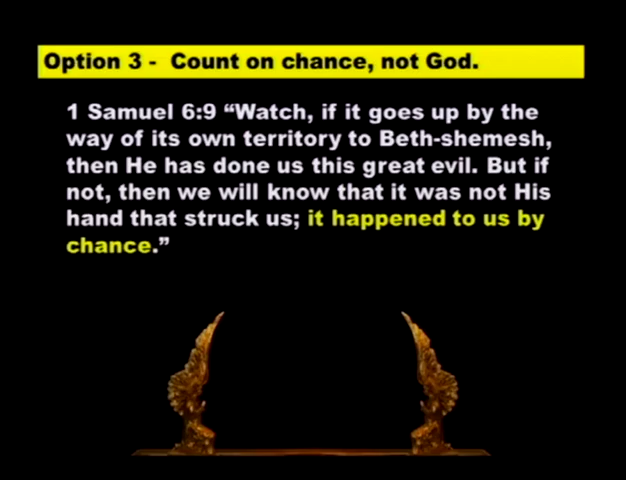 Option 3 -  Count on chance, not God.
1 Samuel 6:9 “Watch, if it goes up by the
way of its own territory to Beth-shemesh,
then He has done us this great evil. But if
not, then we will know that it was not His
hand that struck us; it happened to us by
chance.”